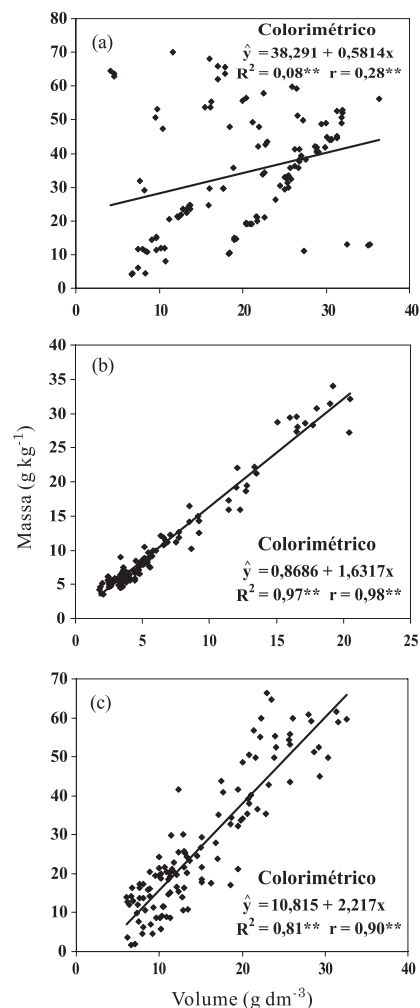 (a)
Colorimétrico
ŷ = 38,291 + 0,5814x
R² = 0,08** r = 0,28**
80
70
60
50
40
30
20
10
0
0 10 20 30 40
(b)
40
35
30
25
20
15
10
5
0
Massa (g kg⁻¹)
Colorimétrico
ŷ = 0,8686 + 1,6317x
R² = 0,97** r = 0,98**
0 5 10 15 20 25
(c)
70
60
50
40
30
20
10
0
Colorimétrico
ŷ = 10,815 + 2,217x
R² = 0,81** r = 0,90**
0 10 20 30 40
Volume (g dm⁻³)